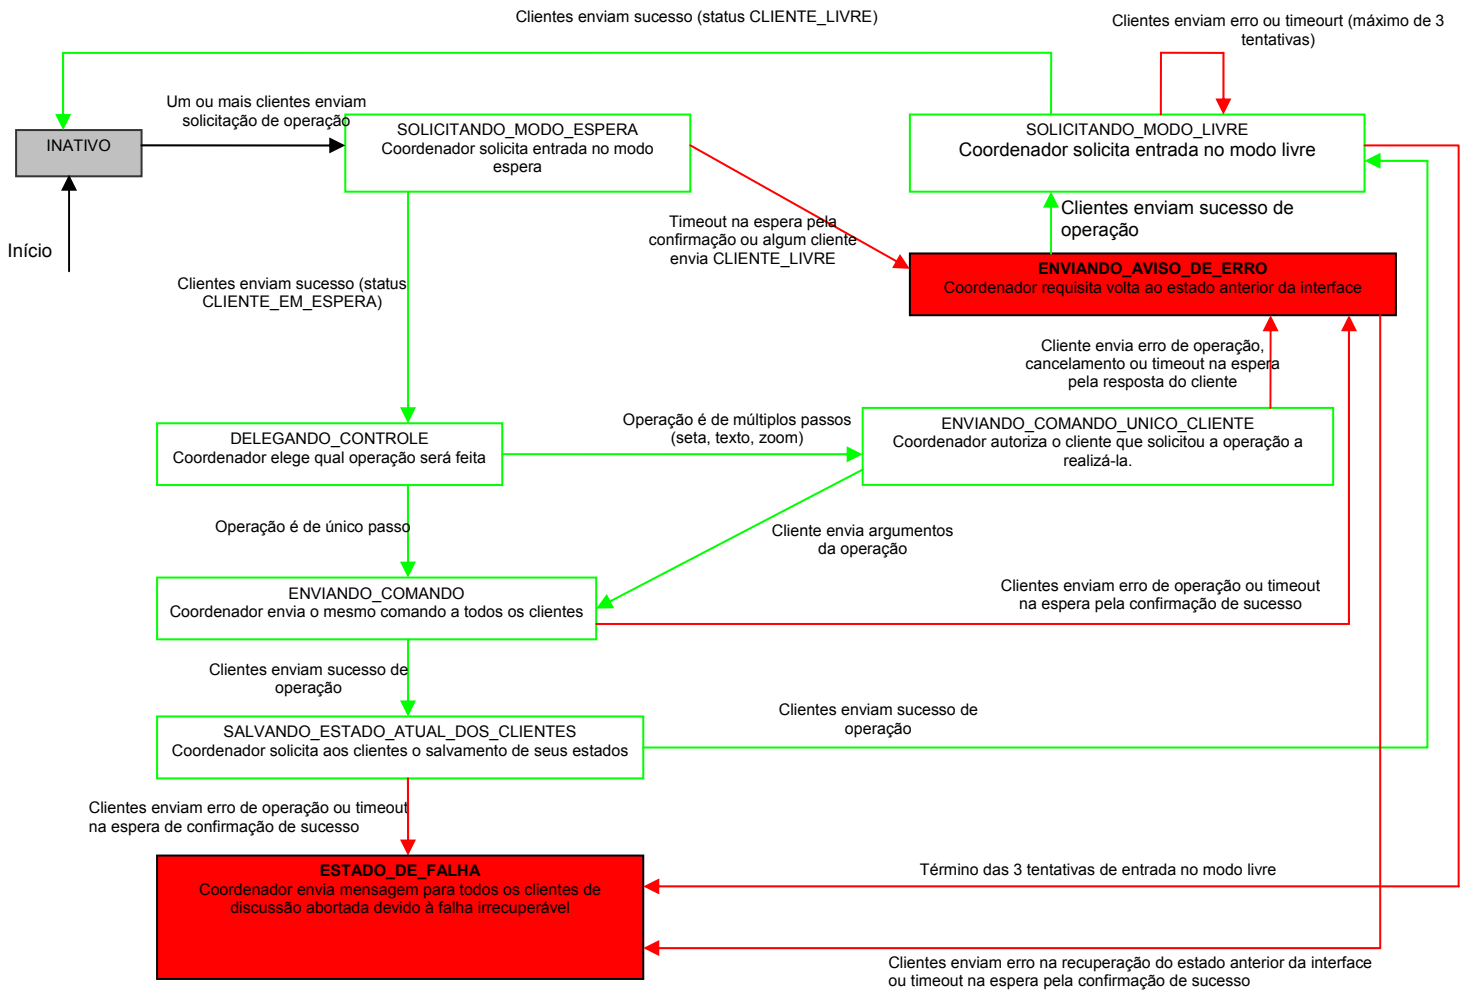 Clientes enviam sucesso (status CLIENTE_LIVRE)
Clientes enviam erro ou timeourt (máximo de 3
tentativas)
Um ou mais clientes enviam
solicitação de operação
INATIVO
SOLICITANDO_MODO_ESPERA
Coordenador solicita entrada no modo
espera
SOLICITANDO_MODO_LIVRE
Coordenador solicita entrada no modo livre
Início
Timeout na espera pela
confirmação ou algum cliente
envia CLIENTE_LIVRE
Clientes enviam sucesso de
operação
Clientes enviam sucesso (status
CLIENTE_EM_ESPERA)
ENVIANDO_AVISO_DE_ERRO
Coordenador requisita volta ao estado anterior da interface
Cliente envia erro de operação,
cancelamento ou timeout na espera
pela resposta do cliente
DELEGANDO_CONTROLE
Coordenador elege qual operação será feita
Operação é de múltiplos passos
(seta, texto, zoom)
ENVIANDO_COMANDO_UNICO_CLIENTE
Coordenador autoriza o cliente que solicitou a operação a
realizá-la.
Operação é de único passo
Cliente envia argumentos
da operação
ENVIANDO_COMANDO
Coordenador envia o mesmo comando a todos os clientes
Clientes enviam erro de operação ou timeout
na espera pela confirmação de sucesso
Clientes enviam sucesso de
operação
SALVANDO_ESTADO_ATUAL_DOS_CLIENTES
Coordenador solicita aos clientes o salvamento de seus estados
Clientes enviam sucesso de
operação
Clientes enviam erro de operação ou timeout
na espera de confirmação de sucesso
ESTADO_DE_FALHA
Coordenador envia mensagem para todos os clientes de
discussão abortada devido à falha irrecuperável
Término das 3 tentativas de entrada no modo livre
Clientes enviam erro na recuperação do estado anterior da interface
ou timeout na espera pela confirmação de sucesso